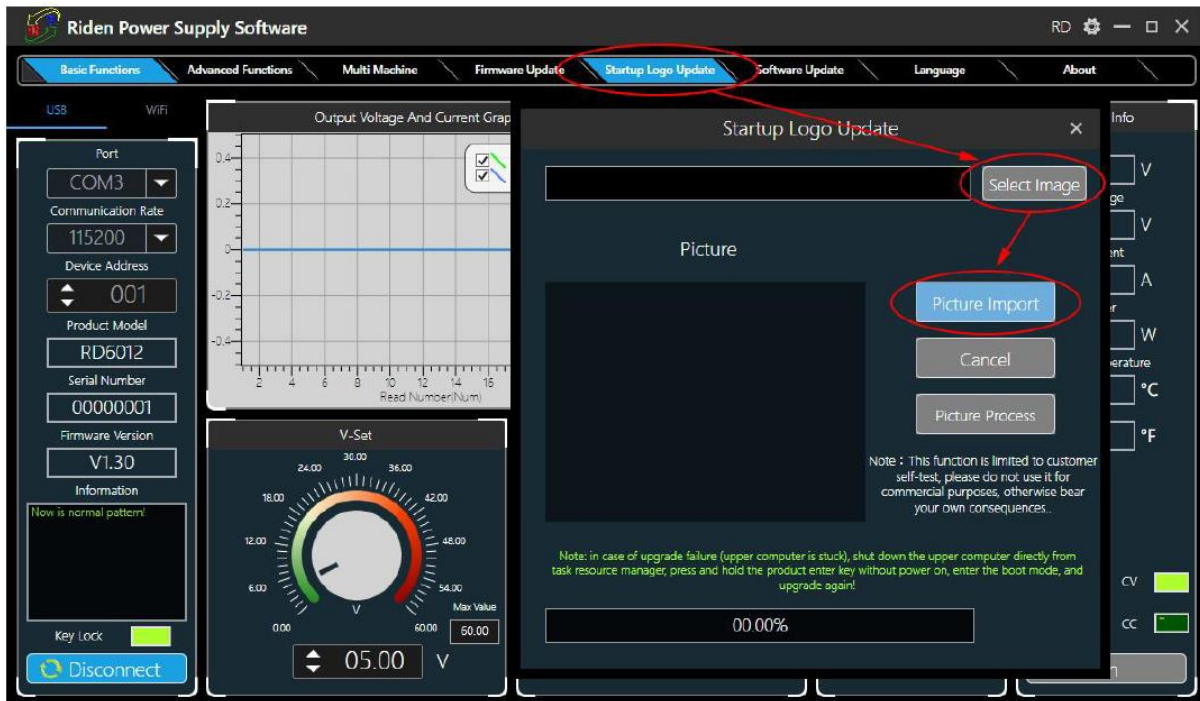 Riden Power Supply Software
RD
Basic Functions
Advanced Functions
Multi Machine
Firmware Update
Startup Logo Update
Software Update
Language
About
USB
WiFi
Port
COM3
Communication Rate
115200
Device Address
001
Product Model
RD6012
Serial Number
00000001
Firmware Version
V1.30
Information
Now is normal pattern!
Key Lock
Disconnect
Output Voltage And Current Grap
0.4
0.2
0
-0.2
-0.4
2 4 6 8 10 12 14 16
Read Number(Num)
V-Set
0.00
6.00
12.00
18.00
24.00
30.00
36.00
42.00
48.00
54.00
60.00
V
Max Value
60.00
05.00 V
Startup Logo Update
Select Image
Picture
Picture Import
Cancel
Picture Process
Note : This function is limited to customer
self-test, please do not use it for
commercial purposes, otherwise bear
your own consequences..
Note: in case of upgrade failure (upper computer is stuck), shut down the upper computer directly from
task resource manager, press and hold the product enter key without power on, enter the boot mode, and
upgrade again!
00.00%
Info
V
ge
V
ent
A
er
W
erature
°C
°F
CV
CC